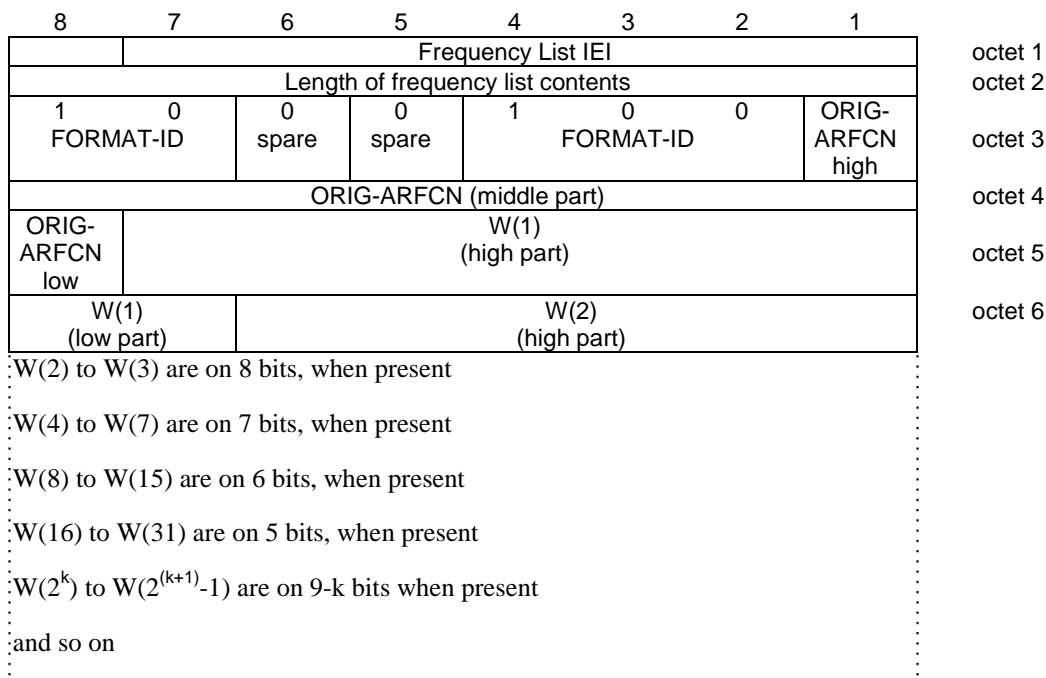 8 7 6 5 4 3 2 1
Frequency List IEI octet 1
Length of frequency list contents octet 2
1 0 0 0 1 0 0 ORIG-
FORMAT-ID spare spare FORMAT-ID ARFCN octet 3
high
ORIG-ARFCN (middle part) octet 4
ORIG- W(1)
ARFCN (high part) octet 5
low
W(1) W(2) octet 6
(low part) (high part)
W(2) to W(3) are on 8 bits, when present
W(4) to W(7) are on 7 bits, when present
W(8) to W(15) are on 6 bits, when present
W(16) to W(31) are on 5 bits, when present
W(2^k) to W(2^(k+1)-1) are on 9-k bits when present
and so on